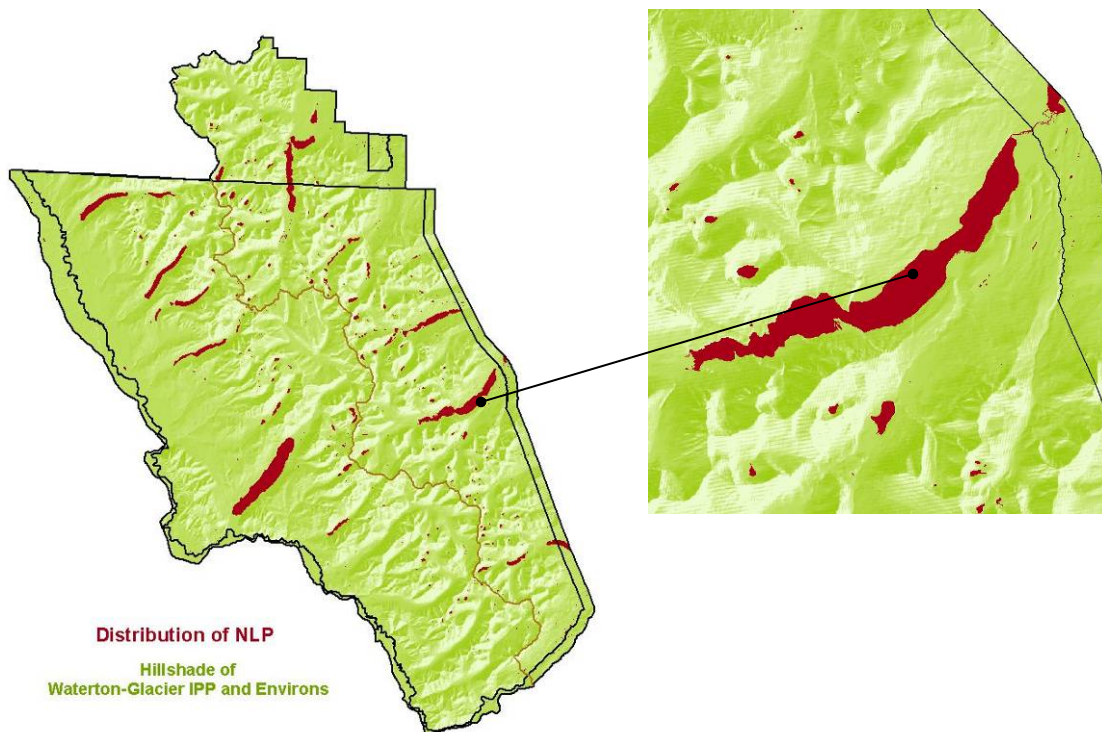 Distribution of NLP
Hillshade of
Waterton-Glacier IPP and Environs